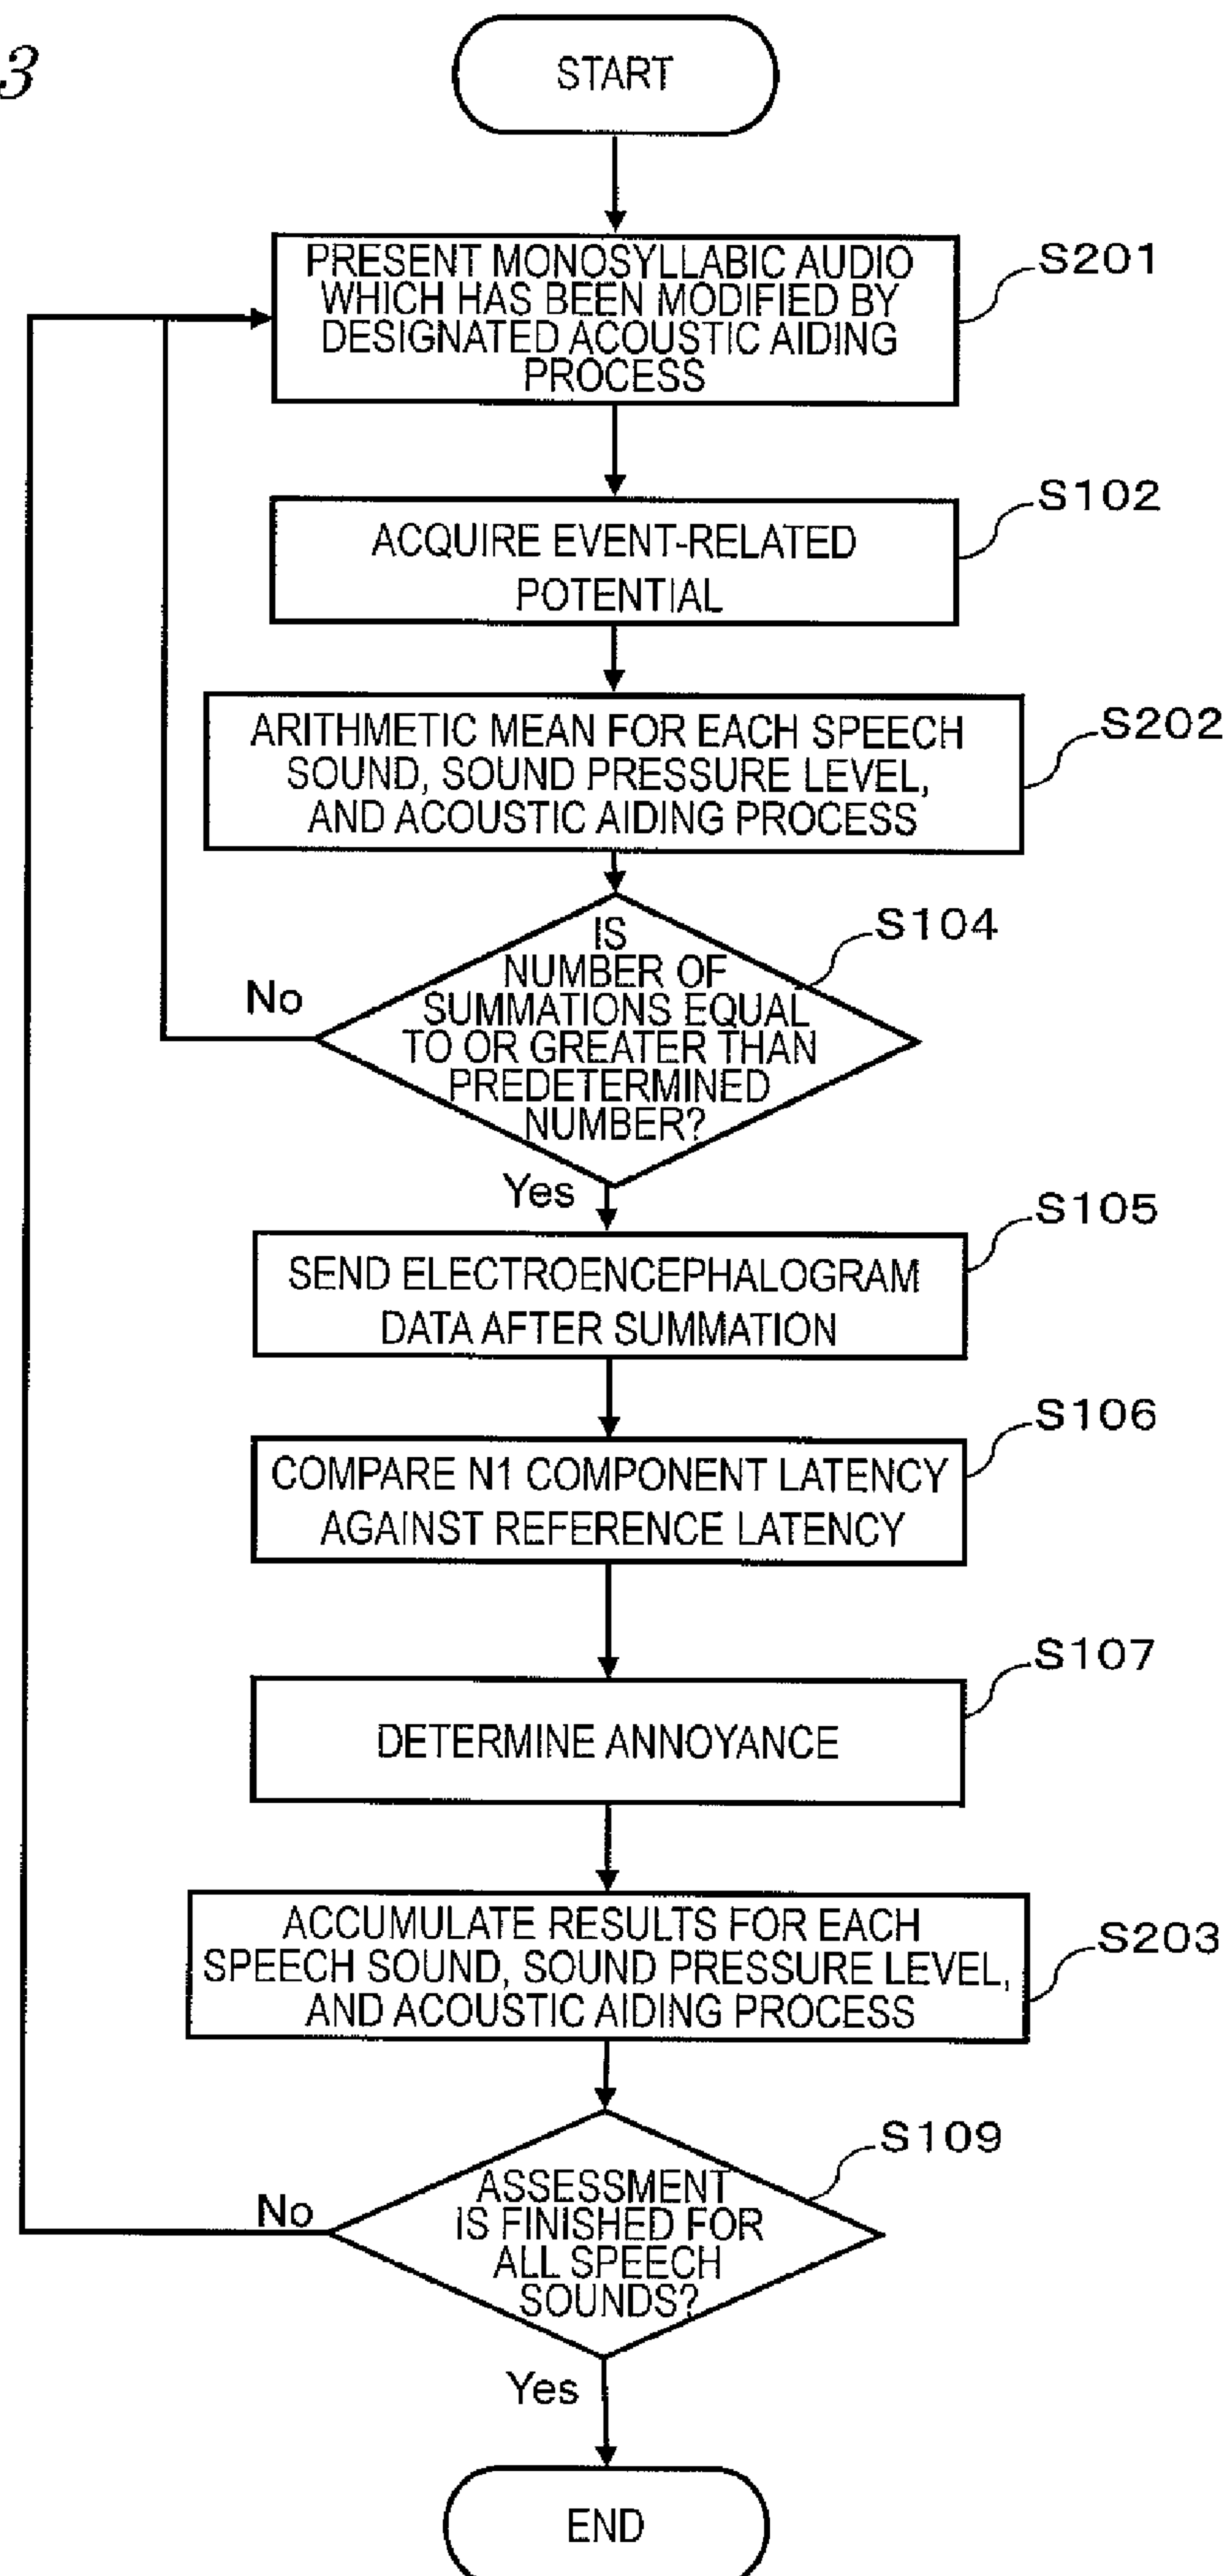 3
START
PRESENT MONOSYLLABIC AUDIO
WHICH HAS BEEN MODIFIED BY
DESIGNATED ACOUSTIC AIDING
PROCESS
S201
ACQUIRE EVENT-RELATED
POTENTIAL
S102
ARITHMETIC MEAN FOR EACH SPEECH
SOUND, SOUND PRESSURE LEVEL,
AND ACOUSTIC AIDING PROCESS
S202
IS
NUMBER OF
SUMMATIONS EQUAL
TO OR GREATER THAN
PREDETERMINED
NUMBER?
S104
No
Yes
SEND ELECTROENCEPHALOGRAM
DATA AFTER SUMMATION
S105
COMPARE N1 COMPONENT LATENCY
AGAINST REFERENCE LATENCY
S106
DETERMINE ANNOYANCE
S107
ACCUMULATE RESULTS FOR EACH
SPEECH SOUND, SOUND PRESSURE LEVEL,
AND ACOUSTIC AIDING PROCESS
S203
ASSESSMENT
IS FINISHED FOR
ALL SPEECH
SOUNDS?
S109
No
Yes
END